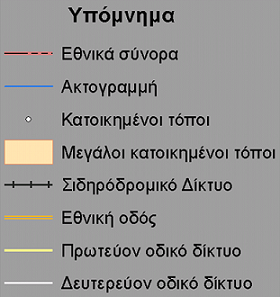 Υπόμνημα
Εθνικά σύνορα
Ακτογραμμή
Κατοικημένοι τόποι
Μεγάλοι κατοικημένοι τόποι
Σιδηρόδρομικό Δίκτυο
Εθνική οδός
Πρωτεύον οδικό δίκτυο
Δευτερεύον οδικό δίκτυο